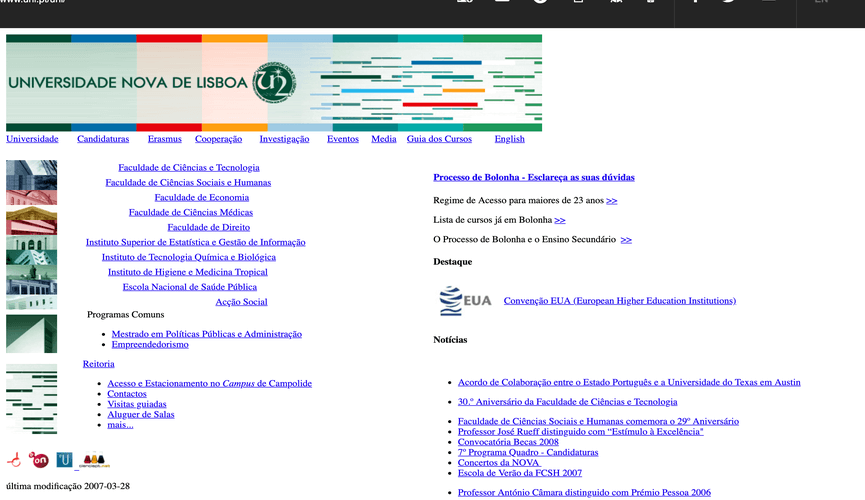 UNIVERSIDADE NOVA DE LISBOA
Universidade Candidaturas Erasmus Cooperação Investigação Eventos Media Guia dos Cursos English
Faculdade de Ciências e Tecnologia
Faculdade de Ciências Sociais e Humanas
Faculdade de Economia
Faculdade de Ciências Médicas
Faculdade de Direito
Instituto Superior de Estatística e Gestão de Informação
Instituto de Tecnologia Química e Biológica
Instituto de Higiene e Medicina Tropical
Escola Nacional de Saúde Pública
Acção Social
Programas Comuns
Mestrado em Políticas Públicas e Administração
Empreendedorismo
Reitoria
Acesso e Estacionamento no Campus de Campolide
Contactos
Visitas guiadas
Aluguer de Salas
mais...
última modificação 2007-03-28
Processo de Bolonha - Esclareça as suas dúvidas
Regime de Acesso para maiores de 23 anos >>
Lista de cursos já em Bolonha >>
O Processo de Bolonha e o Ensino Secundário >>
Destaque
EUA Convenção EUA (European Higher Education Institutions)
Notícias
Acordo de Colaboração entre o Estado Português e a Universidade do Texas em Austin
30.º Aniversário da Faculdade de Ciências e Tecnologia
Faculdade de Ciências Sociais e Humanas comemora o 29º Aniversário
Professor José Rueff distinguido com “Estímulo à Excelência"
Convocatória Becas 2008
7º Programa Quadro - Candidaturas
Concertos da NOVA
Escola de Verão da FCSH 2007
Professor António Câmara distinguido com Prémio Pessoa 2006